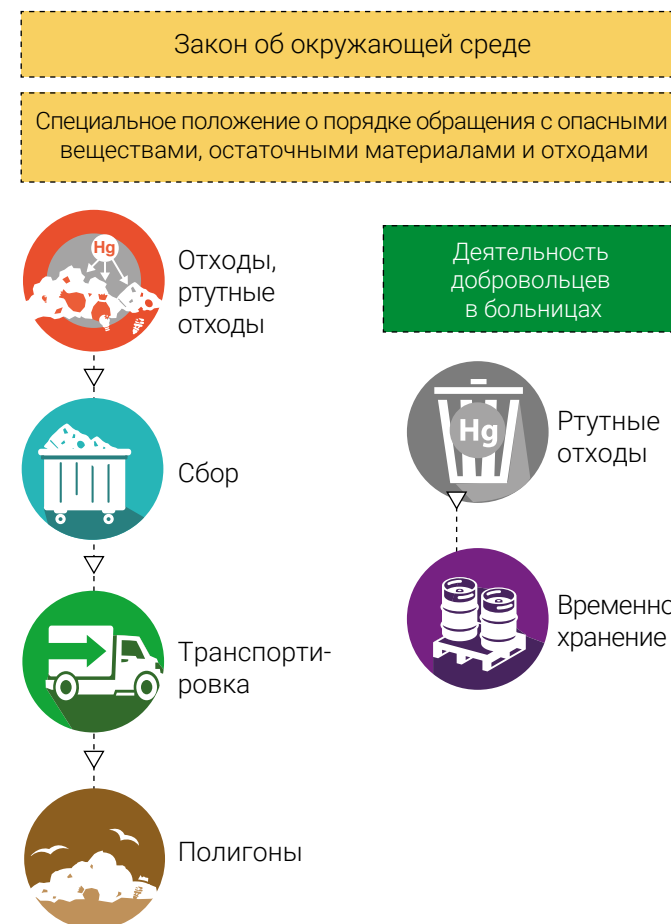 Закон об окружающей среде
Специальное положение о порядке обращения с опасными
веществами, остаточными материалами и отходами
Hg
Отходы,
ртутные
отходы
Сбор
Транспорти-
ровка
Полигоны
Деятельность
добровольцев
в больницах
Hg
Ртутные
отходы
хранение